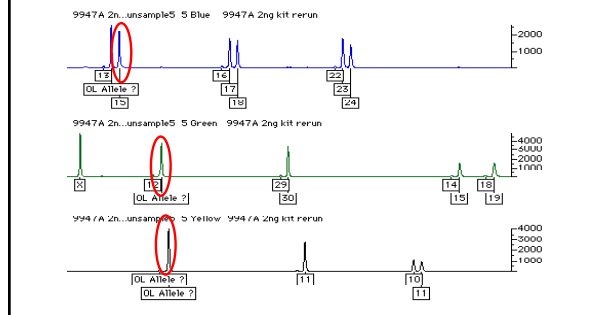 9947A 2n...unsample5 5 Blue 9947A 2ng kit rerun
2000
1000
13 16 22
OL Allele ? 17 23
15 18 24
9947A 2n...unsample5 5 Green 9947A 2ng kit rerun
4000
3000
2000
1000
X 12 29 14 18
OL Allele ? 30 15 19
9947A 2n...unsample5 5 Yellow 9947A 2ng kit rerun
4000
3000
2000
1000
OL Allele ? 11 10
OL Allele ? 11